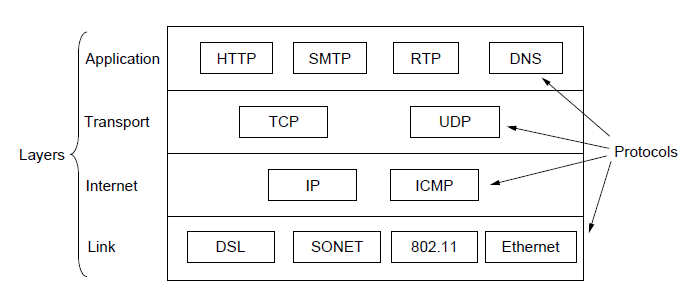 Application HTTP SMTP RTP DNS
Transport TCP UDP
Layers Protocols
Internet IP ICMP
Link DSL SONET 802.11 Ethernet